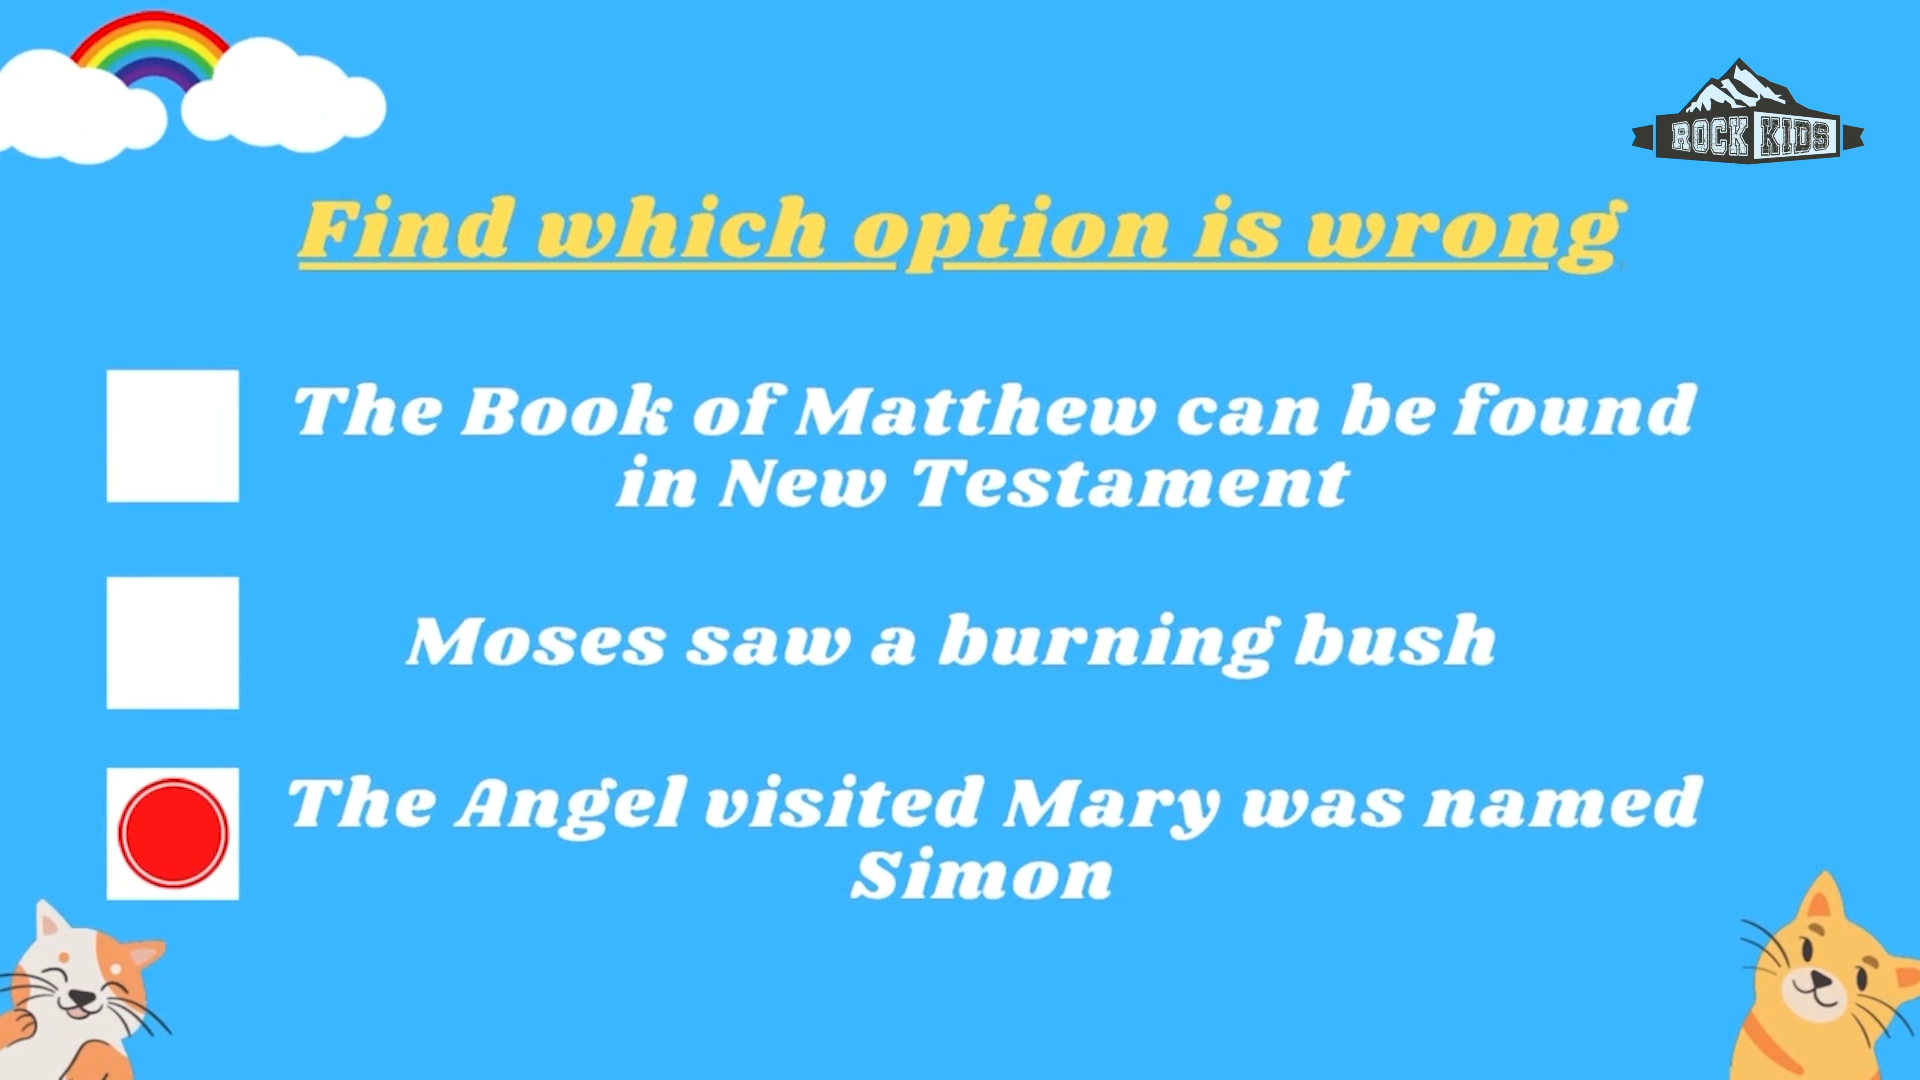 ROCK KIDS
Find which option is wrong
The Book of Matthew can be found
in New Testament
Moses saw a burning bush
The Angel visited Mary was named
Simon